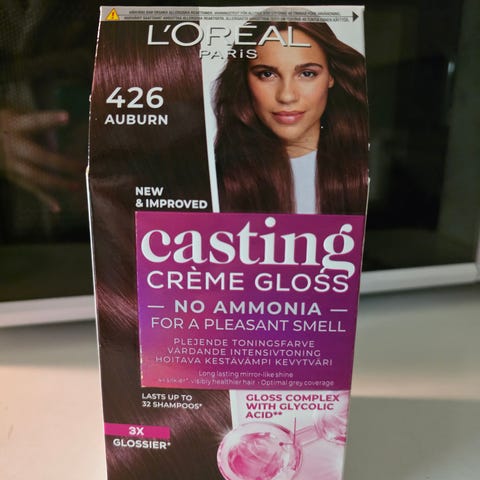 L'ORÉAL
PARIS
426
AUBURN
NEW
& IMPROVED
casting
CRÈME GLOSS
NO AMMONIA
FOR A PLEASANT SMELL
PLEJENDE TONINGSFARVE
VÅRDANDE INTENSIVTONING
HOITAVA KESTÄVÄMPI KEVYTVÄRI
Long lasting mirror-like shine
visibly healthier hair • Optimal grey coverage
LASTS UP TO
32 SHAMPOOS*
GLOSS COMPLEX
WITH GLYCOLIC
ACID**
3X
GLOSSIER*